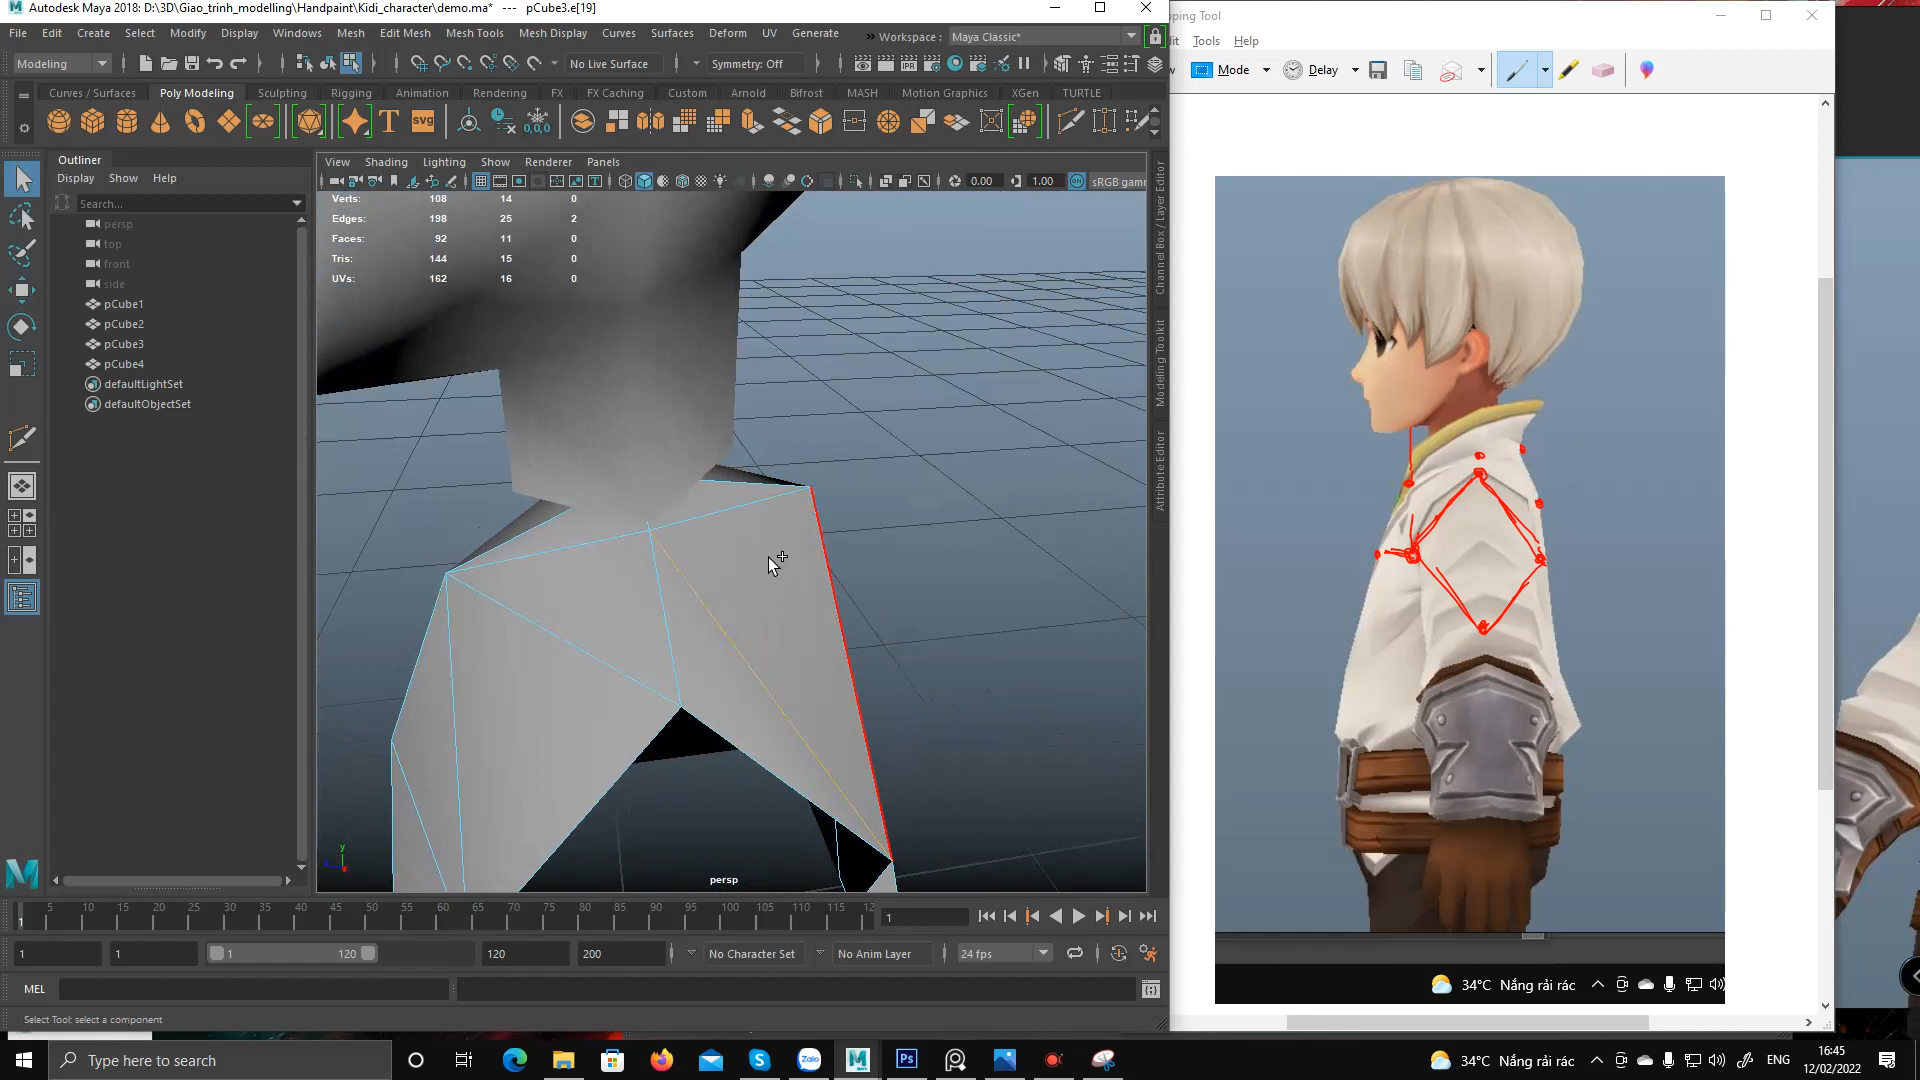 Autodesk Maya 2018: D:\3D\Giao_trinh_modelling\Handpaint\Kidi_character\demo.ma* --- pCube3.e[19]
pping Tool
File Edit Create Select Modify Display Windows Mesh Edit Mesh Mesh Tools Mesh Display Curves Surfaces Deform UV Generate
Workspace : Maya Classic*
Tools Help
Modeling
No Live Surface
Symmetry: Off
Mode
Delay
Curves / Surfaces Poly Modeling Sculpting Rigging Animation Rendering FX FX Caching Custom Arnold Bifrost MASH Motion Graphics XGen TURTLE
T
svg
0,0,0
Outliner
Display Show Help
Search...
persp
top
front
side
pCube1
pCube2
pCube3
pCube4
defaultLightSet
defaultObjectSet
View Shading Lighting Show Renderer Panels
0.00
1.00
sRGB gamm
Verts: 108 14 0
Edges: 198 25 2
Faces: 92 11 0
Tris: 144 15 0
UVs: 162 16 0
Channel Box / Layer Editor
Modeling Toolkit
Attribute Editor
y
persp
5 10 15 20 25 30 35 40 45 50 55 60 65 70 75 80 85 90 95 100 105 110 115 12
1
1
1
1
1
120
120
200
No Character Set
No Anim Layer
24 fps
MEL
Select Tool: select a component
34°C Nắng rải rác
Type here to search
Zalo
Ps
34°C Nắng rải rác
ENG
16:45
12/02/2022